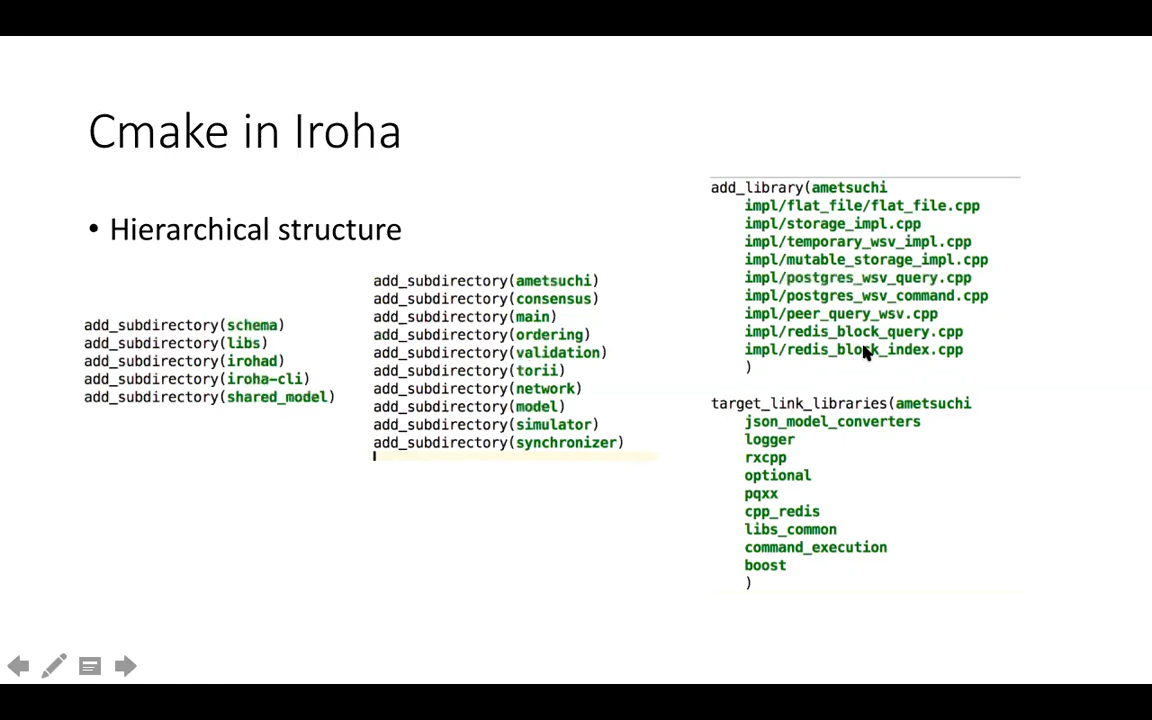 Cmake in Iroha
• Hierarchical structure
add_subdirectory(schema)
add_subdirectory(libs)
add_subdirectory(irohad)
add_subdirectory(iroha-cli)
add_subdirectory(shared_model)
add_subdirectory(ametsuchi)
add_subdirectory(consensus)
add_subdirectory(main)
add_subdirectory(ordering)
add_subdirectory(validation)
add_subdirectory(torii)
add_subdirectory(network)
add_subdirectory(model)
add_subdirectory(simulator)
add_subdirectory(synchronizer)
add_library(ametsuchi
impl/flat_file/flat_file.cpp
impl/storage_impl.cpp
impl/temporary_wsv_impl.cpp
impl/mutable_storage_impl.cpp
impl/postgres_wsv_query.cpp
impl/postgres_wsv_command.cpp
impl/peer_query_wsv.cpp
impl/redis_block_query.cpp
impl/redis_block_index.cpp
)
target_link_libraries(ametsuchi
json_model_converters
logger
rxcpp
optional
pqxx
cpp_redis
libs_common
command_execution
boost
)